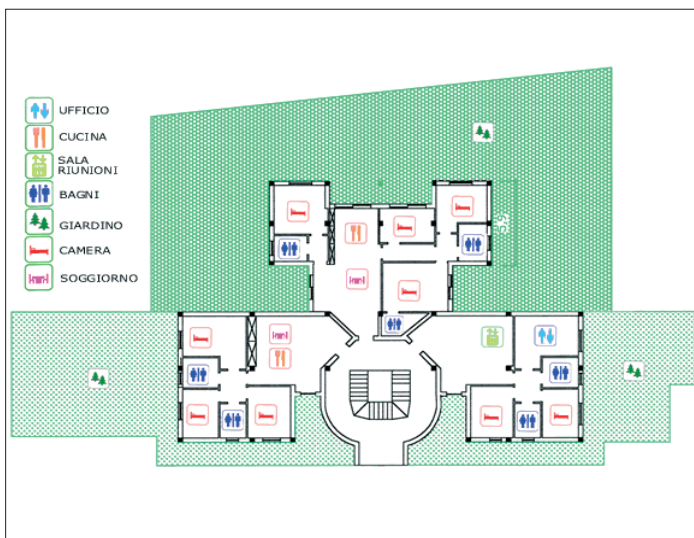 UFFICIO
CUCINA
SALA
RIUNIONI
BAGNI
GIARDINO
CAMERA
SOGGIORNO